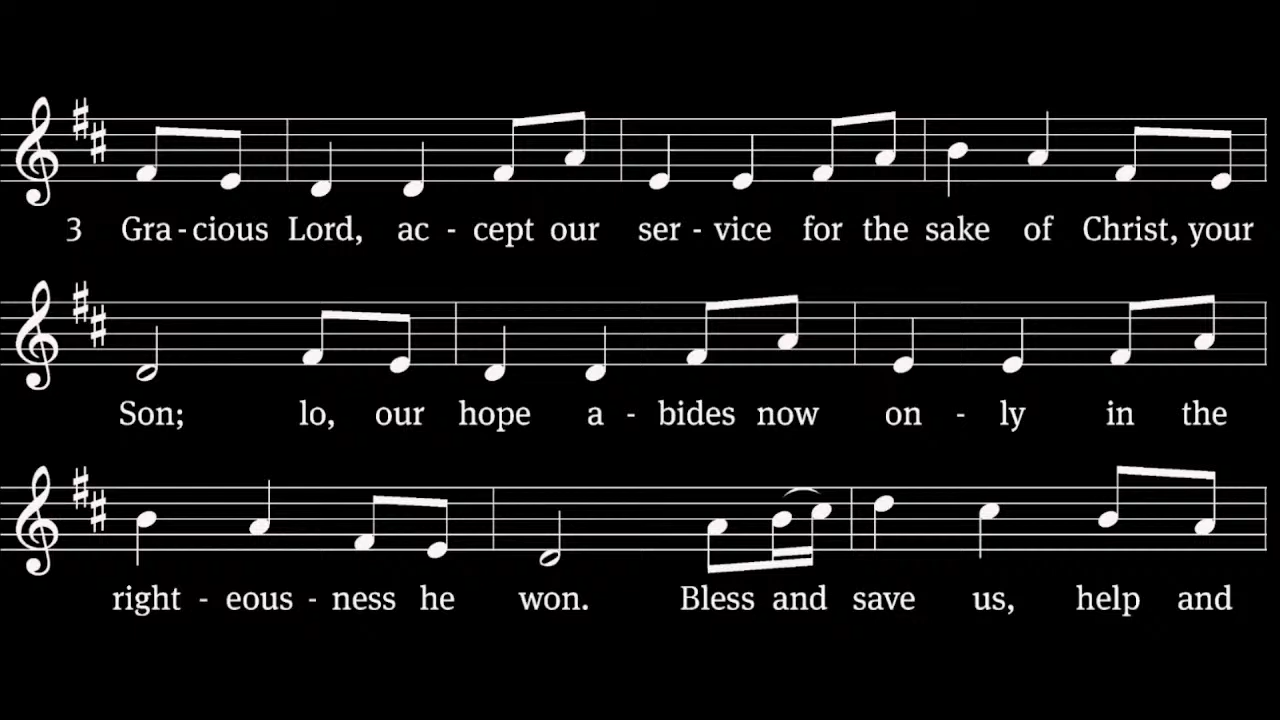 3 Gra - cious Lord, ac - cept our ser - vice for the sake of Christ, your
Son; lo, our hope a - bides now on - ly in the
right - eous - ness he won. Bless and save us, help and